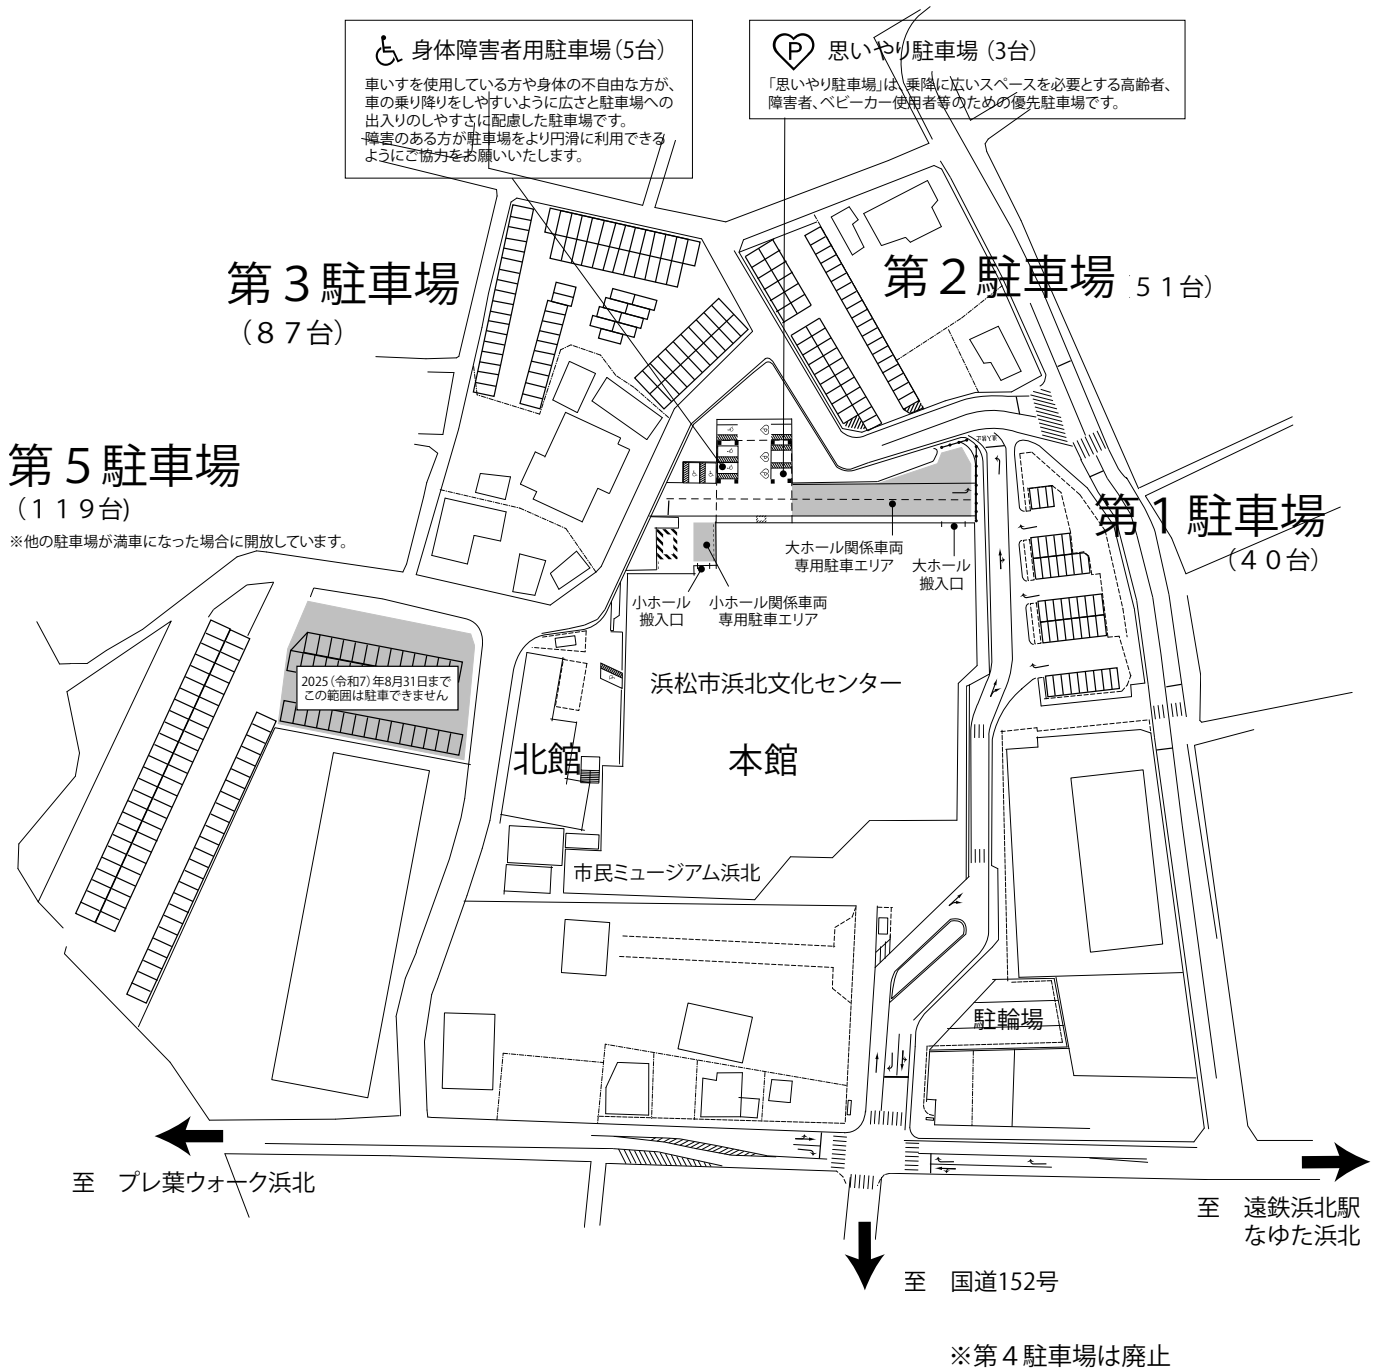 身体障害者用駐車場(5台)
車いすを使用している方や身体の不自由な方が、
車の乗り降りをしやすいように広さと駐車場への
出入りのしやすさに配慮した駐車場です。
障害のある方が駐車場をより円滑に利用できる
ようにご協力をお願いいたします。
P 思いやり駐車場(3台)
「思いやり駐車場」は、乗降に広いスペースを必要とする高齢者、
障害者、ベビーカー使用者等のための優先駐車場です。
第3駐車場
(87台)
第2駐車場 51台)
第5駐車場
(119台)
※他の駐車場が満車になった場合に開放しています。
第1駐車場
(40台)
大ホール関係車両
専用駐車エリア
大ホール
搬入口
小ホール
搬入口
小ホール関係車両
専用駐車エリア
2025(令和7)年8月31日まで
この範囲は駐車できません
浜松市浜北文化センター
北館
本館
市民ミュージアム浜北
駐輪場
至 プレ葉ウォーク浜北
至 遠鉄浜北駅
なゆた浜北
至 国道152号
※第4駐車場は廃止